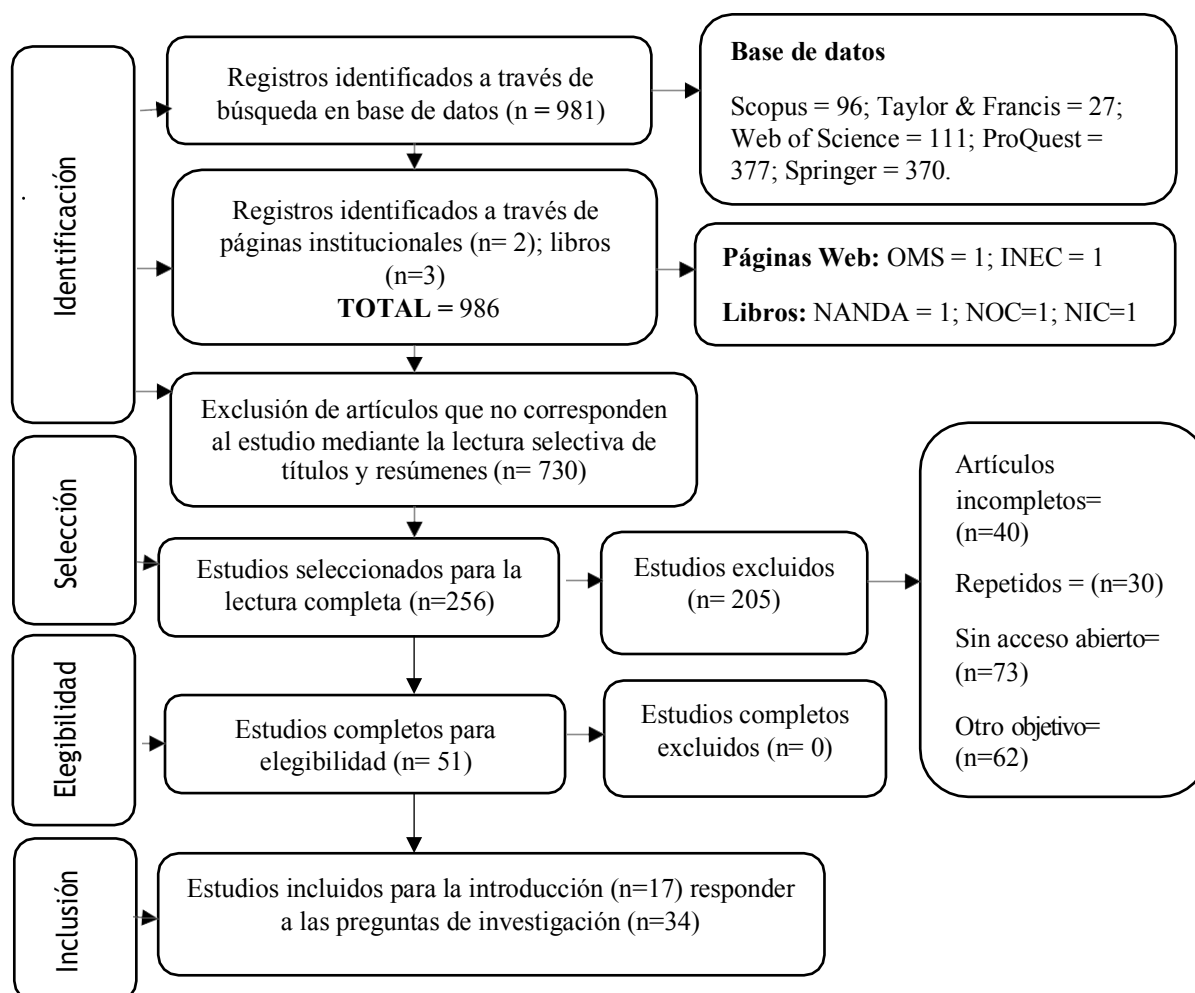 Identificación
Registros identificados a través de
búsqueda en base de datos (n = 981)
Base de datos
Scopus = 96; Taylor & Francis = 27;
Web of Science = 111; ProQuest =
377; Springer = 370.
Registros identificados a través de
páginas institucionales (n= 2); libros
(n=3)
TOTAL = 986
Páginas Web: OMS = 1; INEC = 1
Libros: NANDA = 1; NOC=1; NIC=1
Exclusión de artículos que no corresponden
al estudio mediante la lectura selectiva de
títulos y resúmenes (n= 730)
Selección
Estudios seleccionados para la
lectura completa (n=256)
Estudios excluidos
(n= 205)
Artículos
incompletos=
(n=40)
Repetidos = (n=30)
Sin acceso abierto=
(n=73)
Otro objetivo=
(n=62)
Elegibilidad
Estudios completos para
elegibilidad (n= 51)
Estudios completos
excluidos (n= 0)
Inclusión
Estudios incluidos para la introducción (n=17) responder
a las preguntas de investigación (n=34)